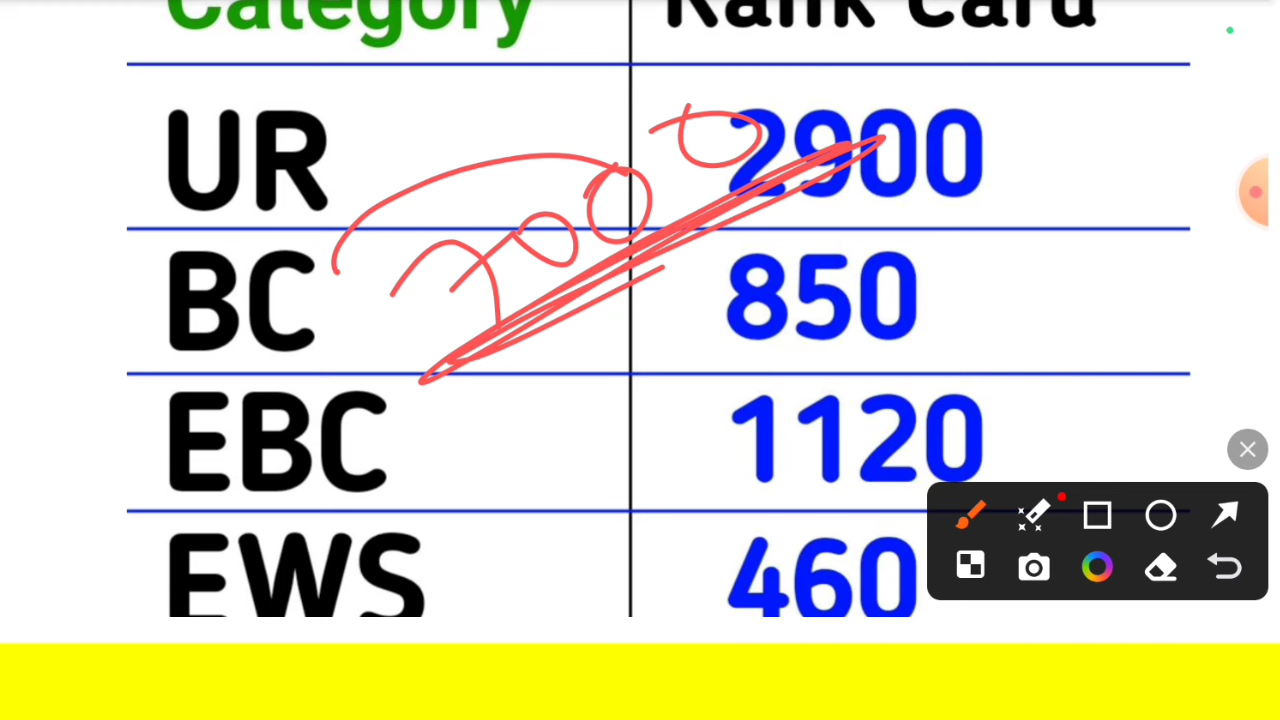 Category Rank Card
UR 2900
BC 850
EBC 1120
EWS 460